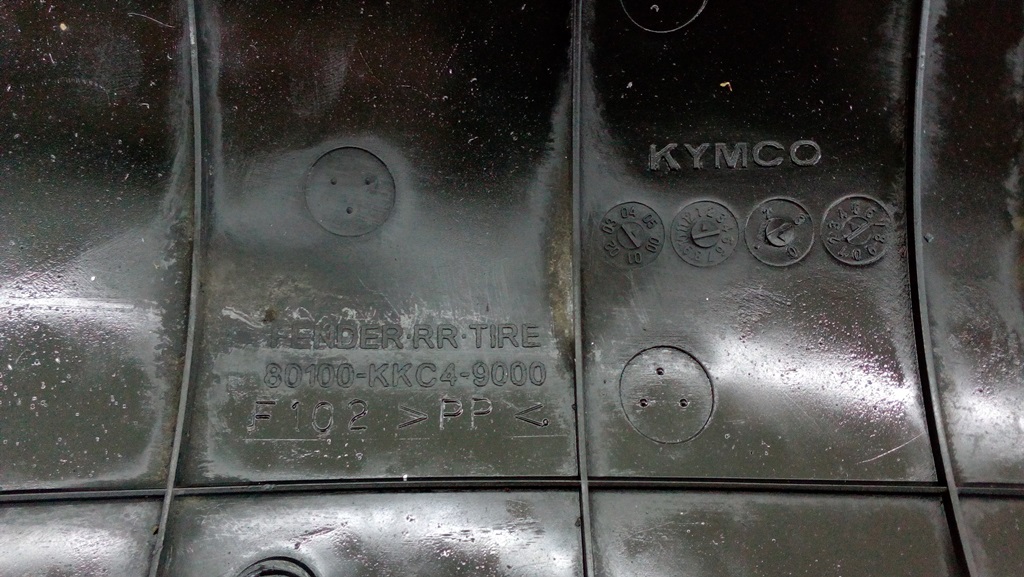 KYMCO
FENDER·RR·TIRE
80100-KKC4-9000
F102 >PP<